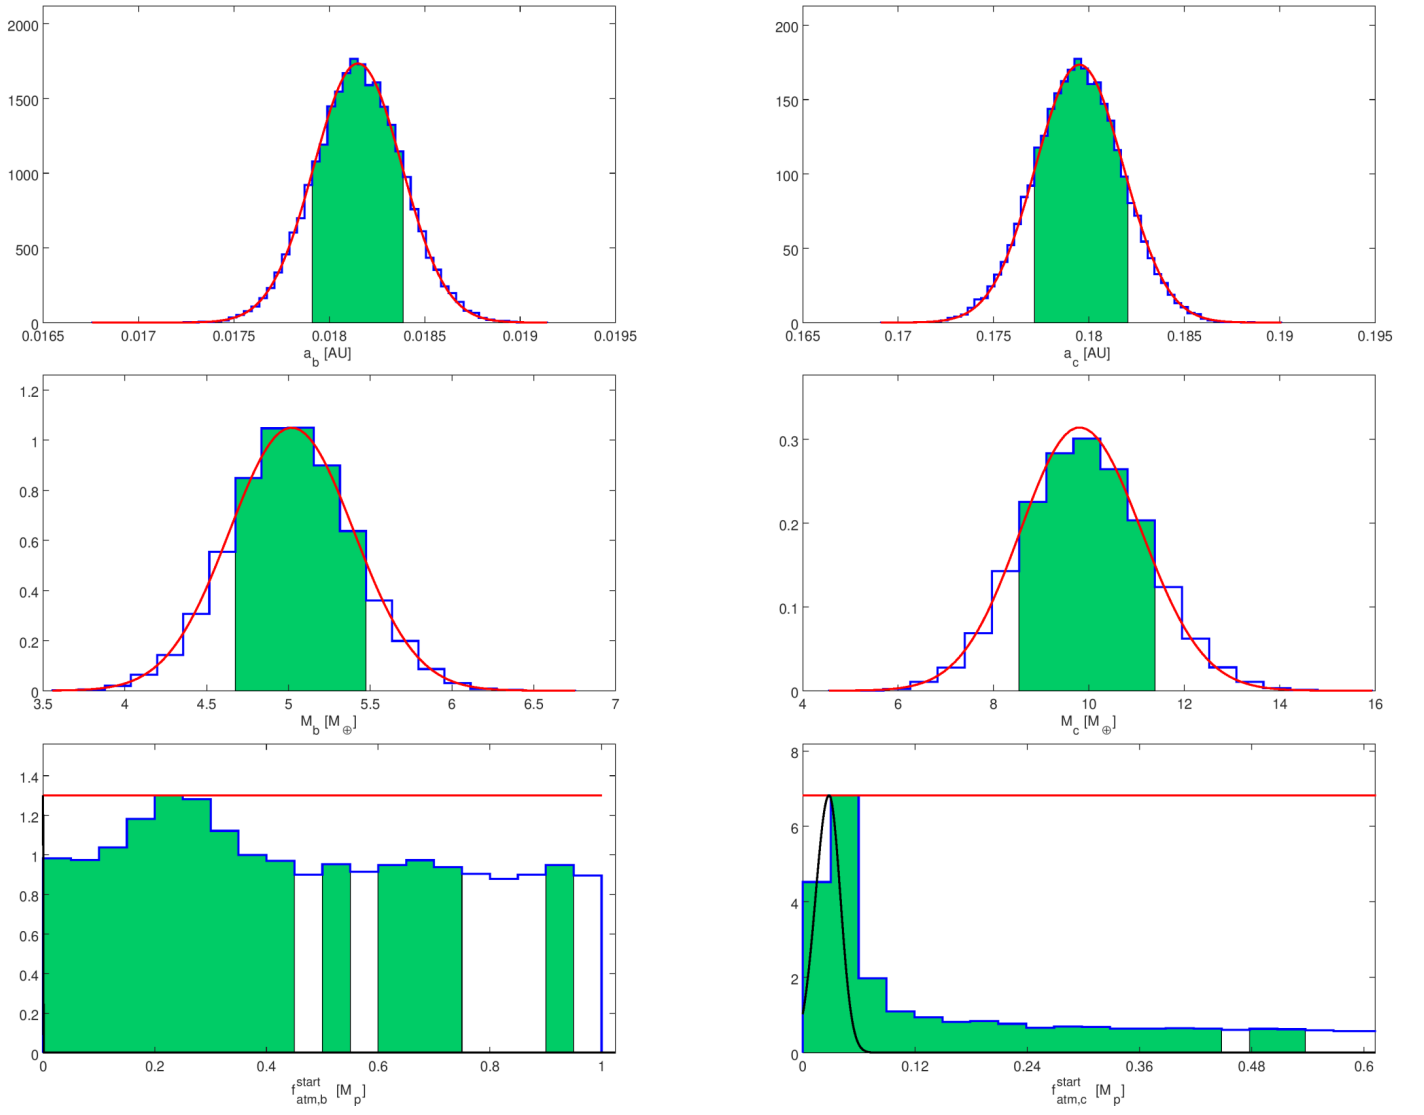 2000
1500
1000
500
0
0.0165 0.017 0.0175 0.018 0.0185 0.019 0.0195
a_b [AU]
200
150
100
50
0
0.165 0.17 0.175 0.18 0.185 0.19 0.195
a_c [AU]
1.2
1
0.8
0.6
0.4
0.2
0
3.5 4 4.5 5 5.5 6 6.5 7
M_b [M_⊕]
0.3
0.2
0.1
0
4 6 8 10 12 14 16
M_c [M_⊕]
1.4
1.2
1
0.8
0.6
0.4
0.2
0
0 0.2 0.4 0.6 0.8 1
f^start_atm,b [M_p]
8
6
4
2
0
0 0.12 0.24 0.36 0.48 0.6
f^start_atm,c [M_p]